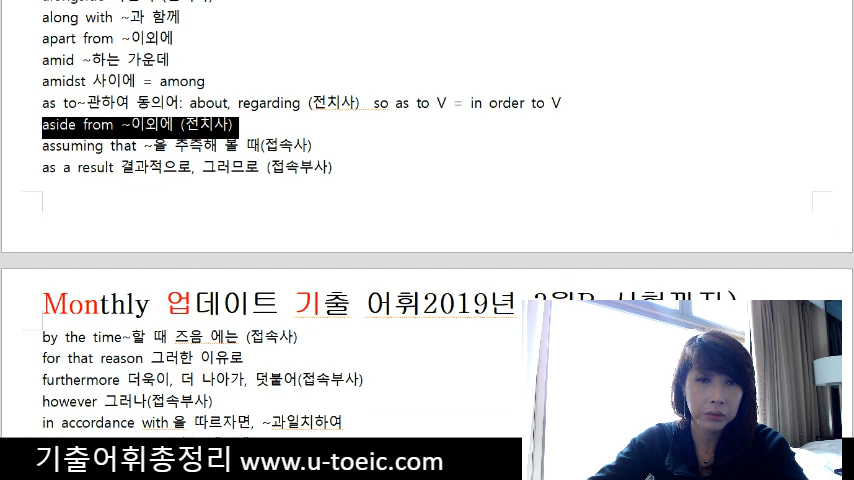 along with ~과 함께
apart from ~이외에
amid ~하는 가운데
amidst 사이에 = among
as to~관하여 동의어: about, regarding (전치사) so as to V = in order to V
aside from ~이외에 (전치사)
assuming that ~을 추측해 볼 때(접속사)
as a result 결과적으로, 그러므로 (접속부사)
Monthly 업데이트 기출 어휘2019년
by the time~할 때 즈음 에는 (접속사)
for that reason 그러한 이유로
furthermore 더욱이, 더 나아가, 덧붙어(접속부사)
however 그러나(접속부사)
in accordance with 을 따르자면, ~과일치하여
기출어휘총정리 www.u-toeic.com